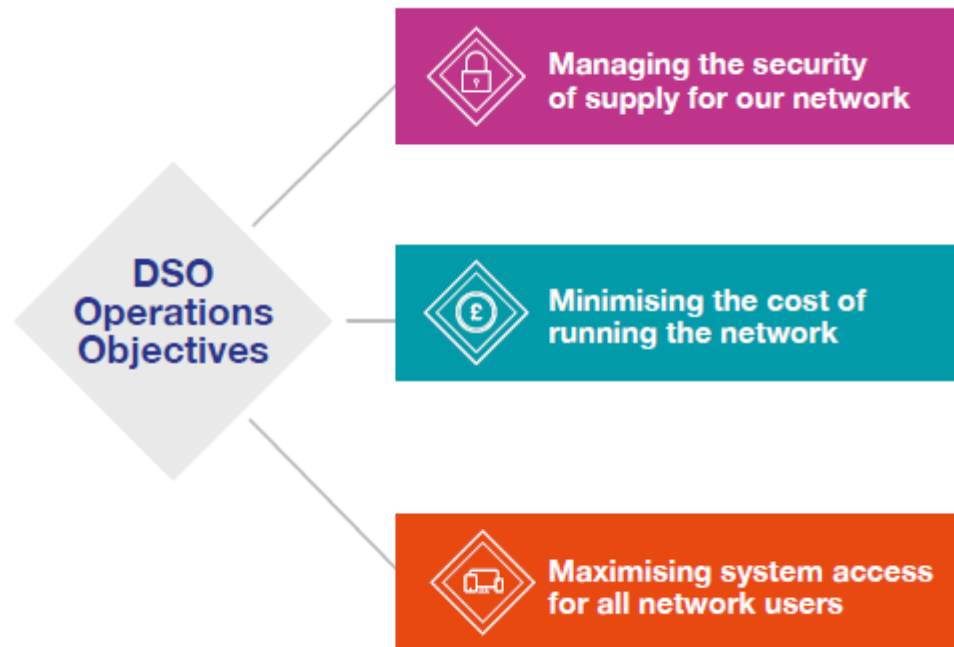 DSO
Operations
Objectives
Managing the security
of supply for our network
£
Minimising the cost of
running the network
Maximising system access
for all network users